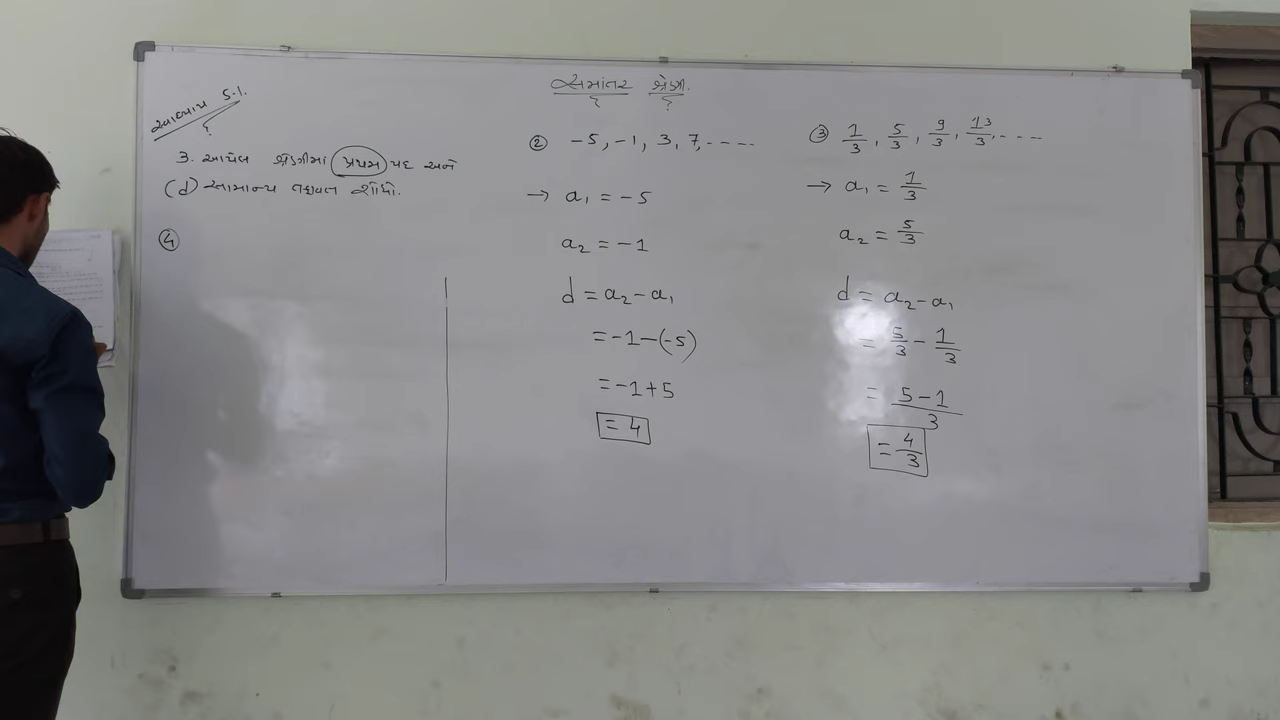 સમાંતર શ્રેણી.
સ્વાધ્યાય 5.1.
3. આપેલ શ્રેણીમાં પ્રથમ પદ અને
(d) સામાન્ય તફાવત શોધો.
④
② -5, -1, 3, 7, - - - -
→ a₁ = -5
a₂ = -1
d = a₂ - a₁
= -1 - (-5)
= -1 + 5
= 4
③ 1/3, 5/3, 9/3, 13/3, - - - -
→ a₁ = 1/3
a₂ = 5/3
d = a₂ - a₁
= 5/3 - 1/3
= 5 - 1/3
= 4/3